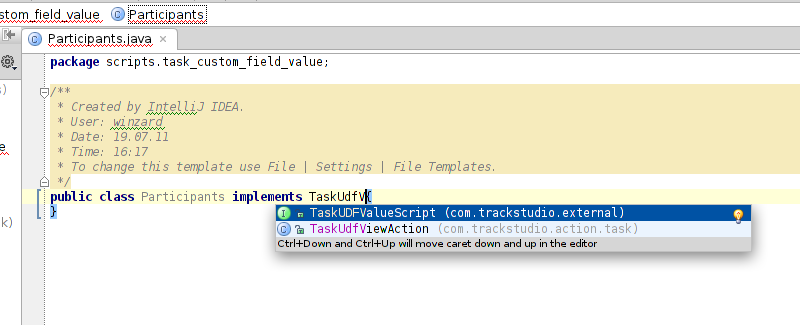 stom_field_value Participants
Participants.java
package scripts.task_custom_field_value;
/**
* Created by IntelliJ IDEA.
* User: winzard
* Date: 19.07.11
* Time: 16:17
* To change this template use File | Settings | File Templates.
*/
public class Participants implements TaskUdfV{
}
TaskUDFValueScript (com.trackstudio.external)
TaskUdfViewAction (com.trackstudio.action.task)
Ctrl+Down and Ctrl+Up will move caret down and up in the editor
s)
e
k)